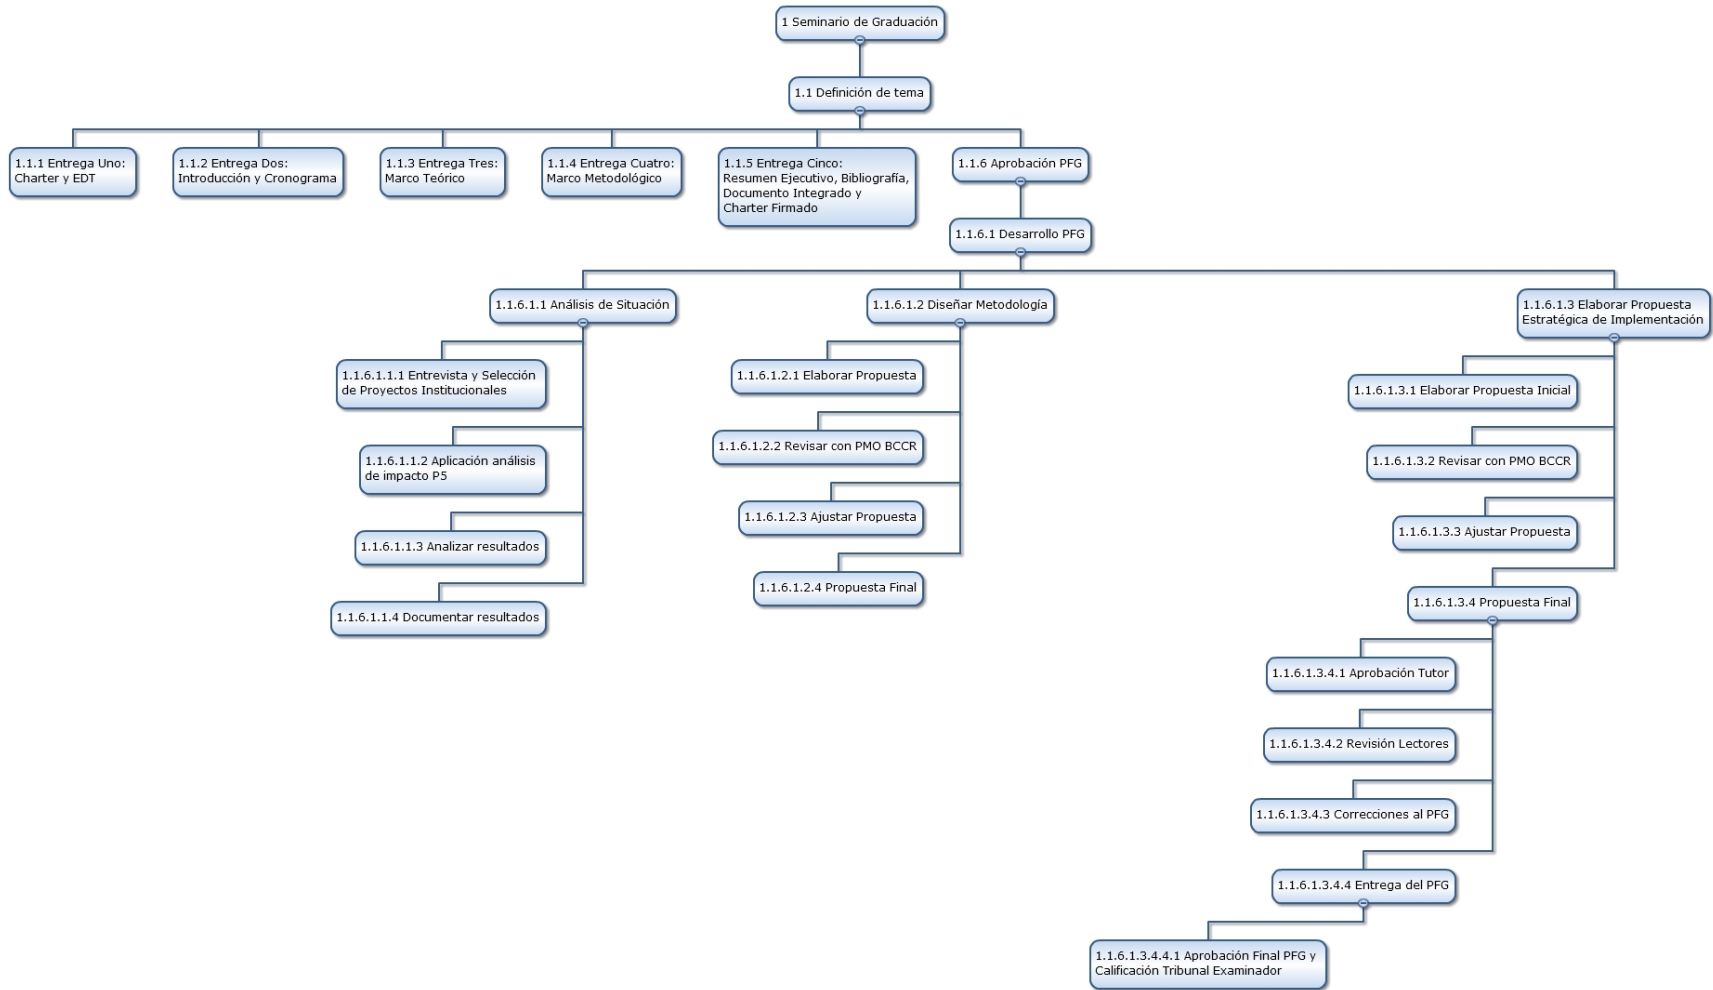 1 Seminario de Graduación
1.1 Definición de tema
1.1.1 Entrega Uno:
Charter y EDT
1.1.2 Entrega Dos:
Introducción y Cronograma
1.1.3 Entrega Tres:
Marco Teórico
1.1.4 Entrega Cuatro:
Marco Metodológico
1.1.5 Entrega Cinco:
Resumen Ejecutivo, Bibliografía,
Documento Integrado y
Charter Firmado
1.1.6 Aprobación PFG
1.1.6.1 Desarrollo PFG
1.1.6.1.1 Análisis de Situación
1.1.6.1.1.1 Entrevista y Selección
de Proyectos Institucionales
1.1.6.1.1.2 Aplicación análisis
de impacto P5
1.1.6.1.1.3 Analizar resultados
1.1.6.1.1.4 Documentar resultados
1.1.6.1.2 Diseñar Metodología
1.1.6.1.2.1 Elaborar Propuesta
1.1.6.1.2.2 Revisar con PMO BCCR
1.1.6.1.2.3 Ajustar Propuesta
1.1.6.1.2.4 Propuesta Final
1.1.6.1.3 Elaborar Propuesta
Estratégica de Implementación
1.1.6.1.3.1 Elaborar Propuesta Inicial
1.1.6.1.3.2 Revisar con PMO BCCR
1.1.6.1.3.3 Ajustar Propuesta
1.1.6.1.3.4 Propuesta Final
1.1.6.1.3.4.1 Aprobación Tutor
1.1.6.1.3.4.2 Revisión Lectores
1.1.6.1.3.4.3 Correcciones al PFG
1.1.6.1.3.4.4 Entrega del PFG
1.1.6.1.3.4.4.1 Aprobación Final PFG y
Calificación Tribunal Examinador